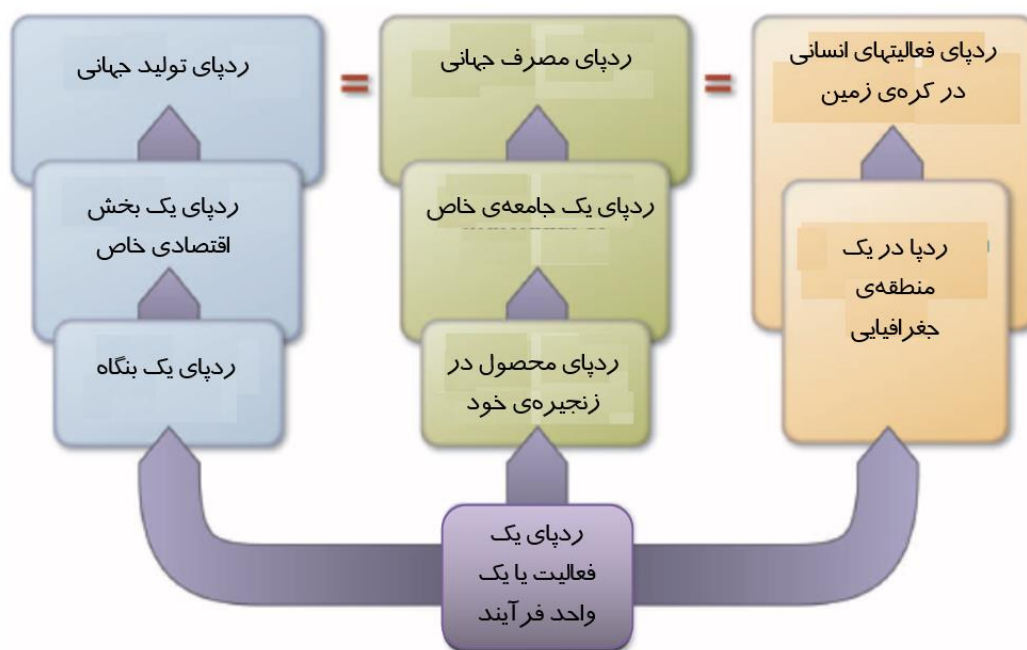 ردپای فعالیتهای انسانی
در کره‌ی زمین
=
ردپای مصرف جهانی
=
ردپای تولید جهانی
ردپا در یک
منطقه‌ی
جغرافیایی
ردپای یک جامعه‌ی خاص
ردپای یک بخش
اقتصادی خاص
ردپای محصول در
زنجیره‌ی خود
ردپای یک بنگاه
ردپای یک
فعالیت یا یک
واحد فرآیند